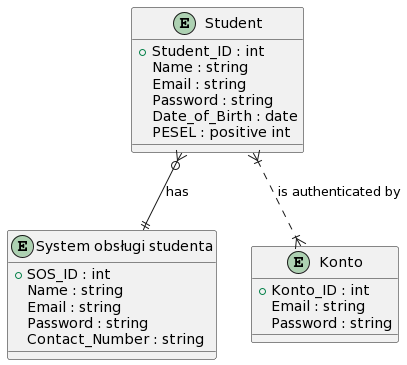 E Student
Student_ID : int
Name : string
Email : string
Password : string
Date_of_Birth : date
PESEL : positive int
has
is authenticated by
E System obsługi studenta
SOS_ID : int
Name : string
Email : string
Password : string
Contact_Number : string
E Konto
Konto_ID : int
Email : string
Password : string